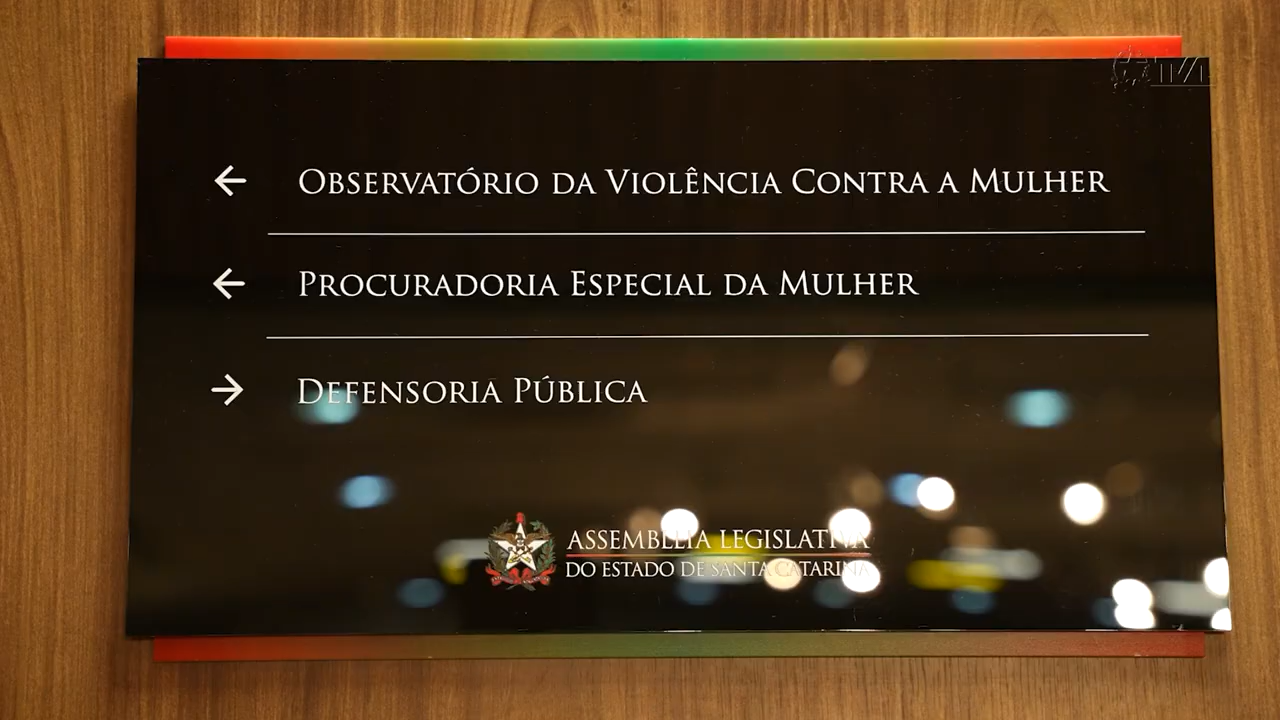 ← OBSERVATÓRIO DA VIOLÊNCIA CONTRA A MULHER
← PROCURADORIA ESPECIAL DA MULHER
→ DEFENSORIA PÚBLICA
ASSEMBLEIA LEGISLATIVA
DO ESTADO DE SANTA CATARINA